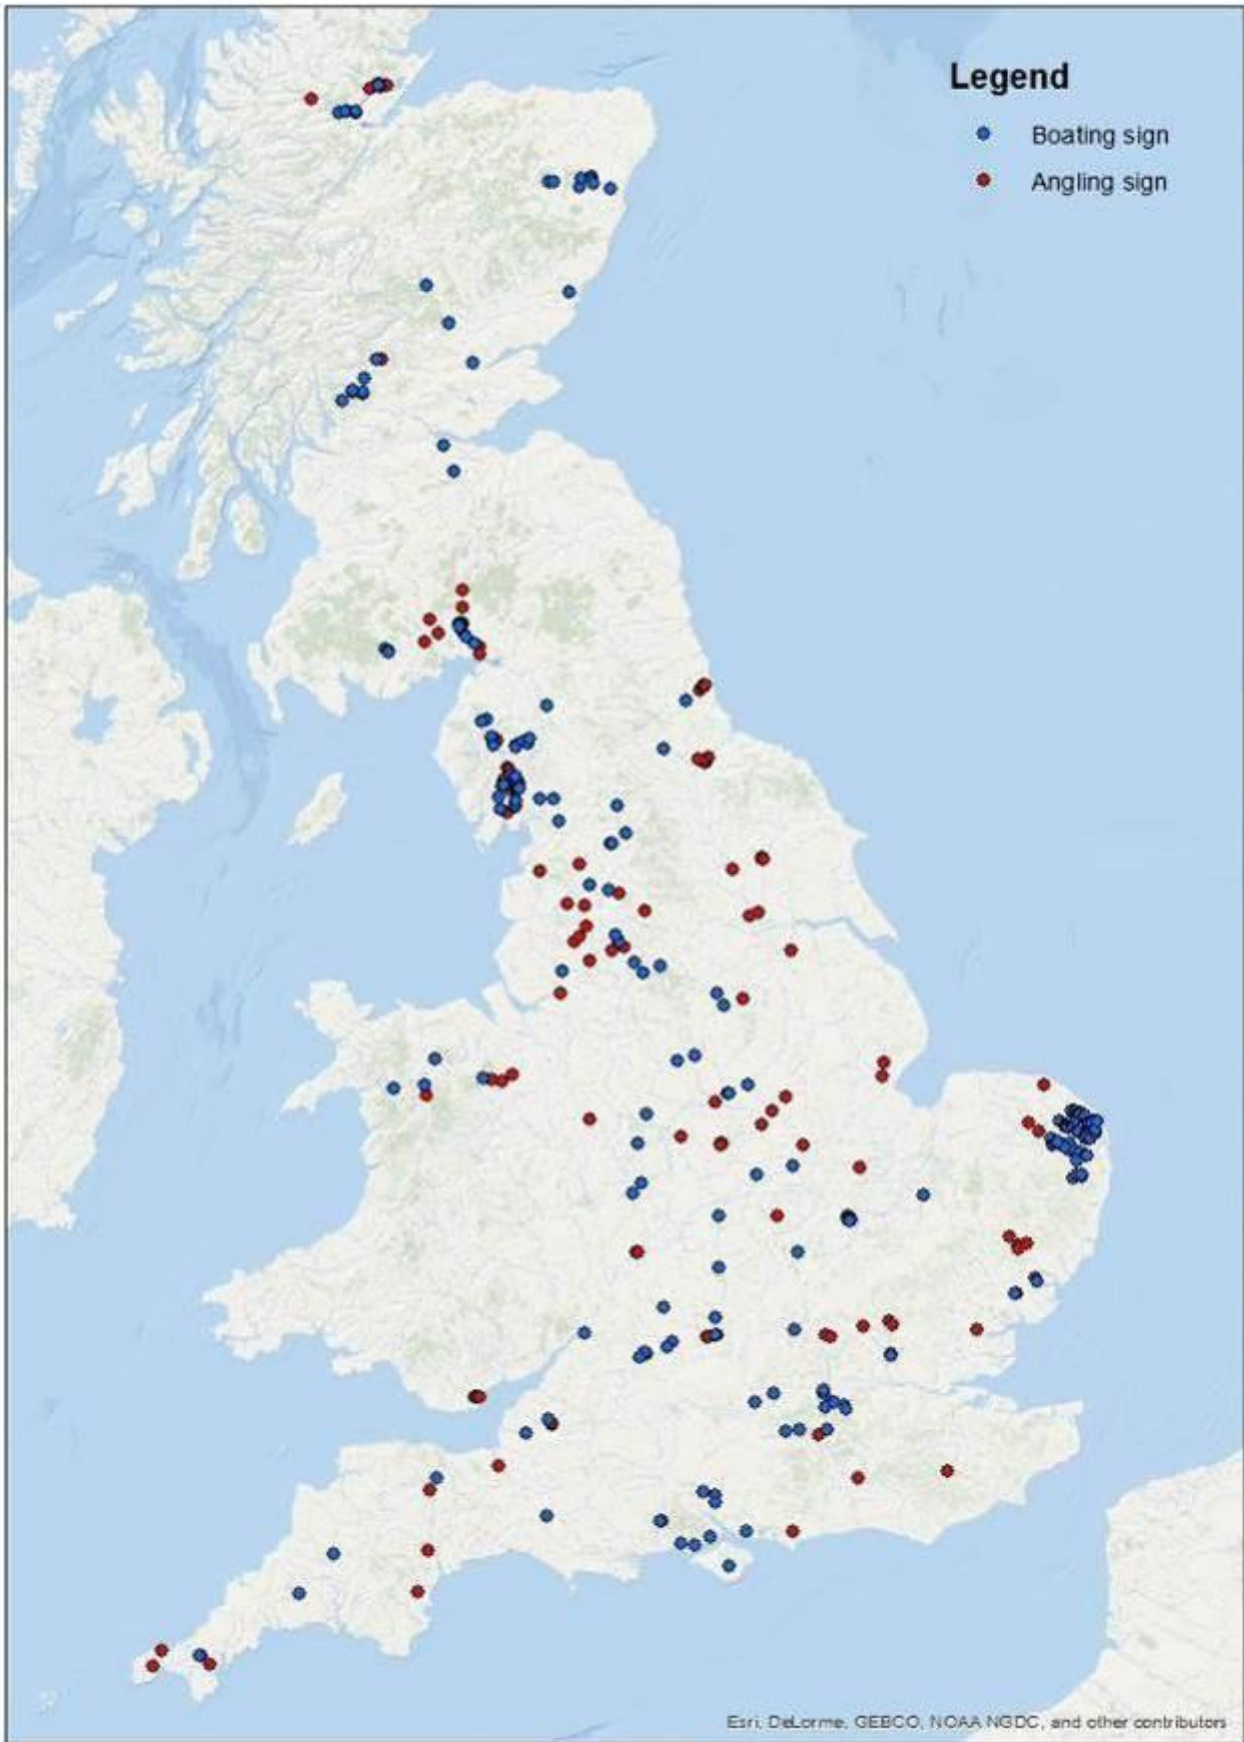 Legend
Boating sign
Angling sign
Esri, DeLorme, GEBCO, NOAA NGDC, and other contributors